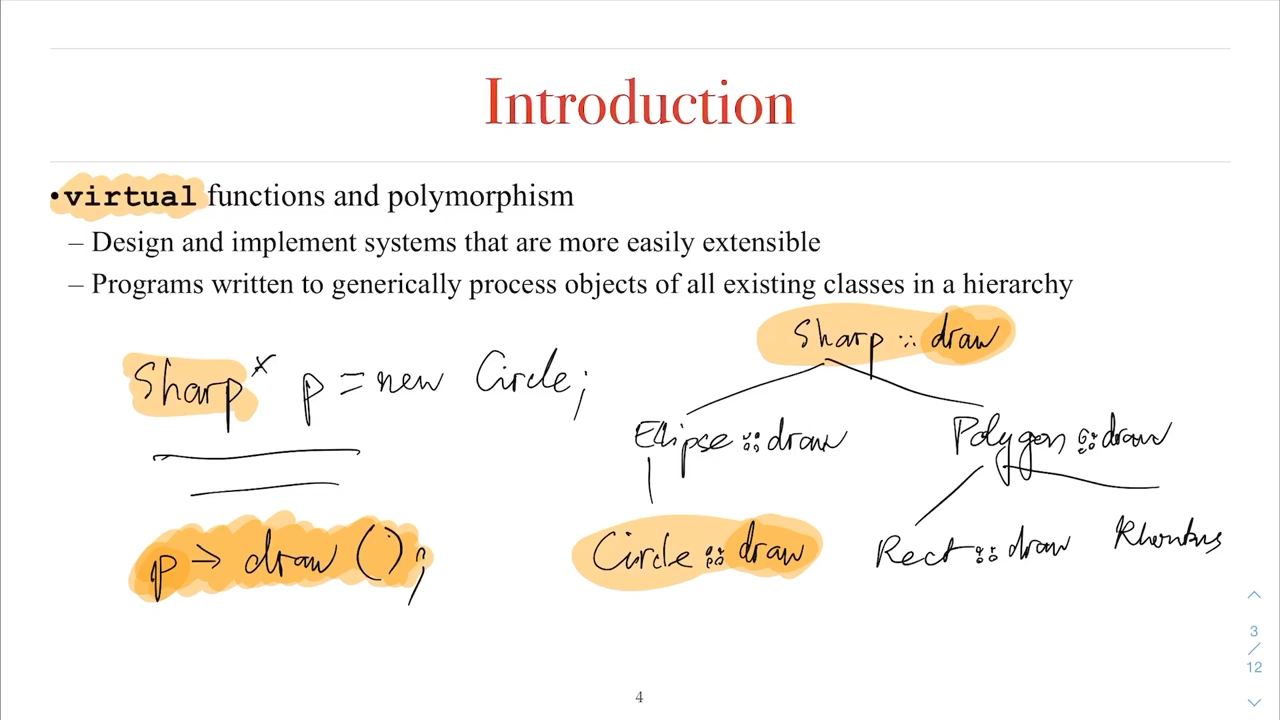 Introduction
•virtual functions and polymorphism
– Design and implement systems that are more easily extensible
– Programs written to generically process objects of all existing classes in a hierarchy
Sharp :: draw
Sharp* p = new Circle;
Ellipse :: draw Polygon :: draw
p -> draw ();
Circle :: draw Rect :: draw Rhombus
3
/
12
4